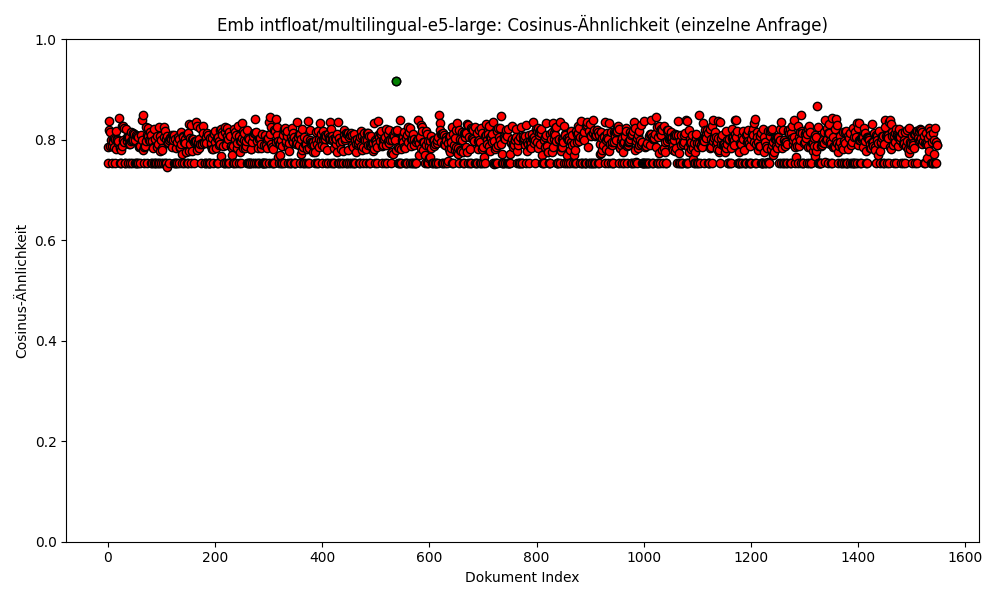 Emb intfloat/multilingual-e5-large: Cosinus-Ähnlichkeit (einzelne Anfrage)
1.0
0.8
0.6
0.4
0.2
0.0
Cosinus-Ähnlichkeit
0 200 400 600 800 1000 1200 1400 1600
Dokument Index